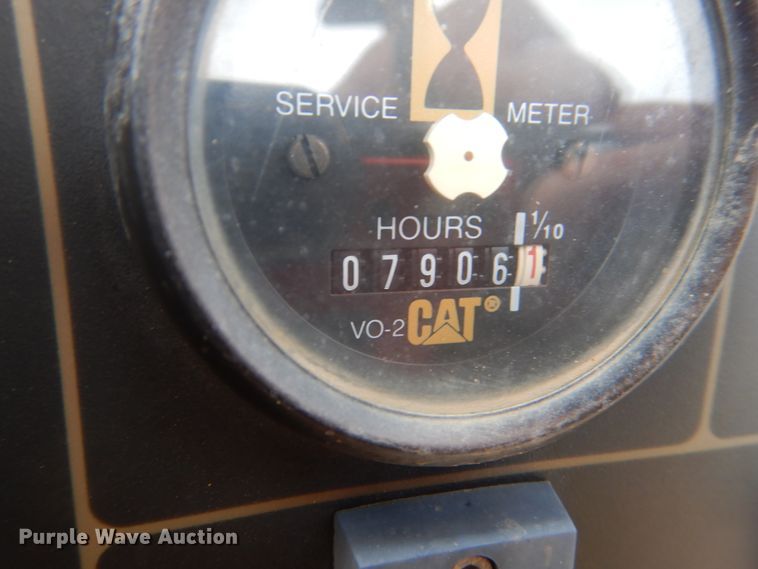 SERVICE METER
HOURS 1/10
079061
VO-2 CAT®
Purple Wave Auction